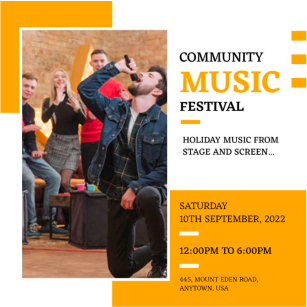 COMMUNITY
MUSIC
FESTIVAL
HOLIDAY MUSIC FROM
STAGE AND SCREEN...
SATURDAY
10TH SEPTEMBER, 2022
12:00PM TO 6:00PM
445, MOUNT EDEN ROAD,
ANYTOWN, USA